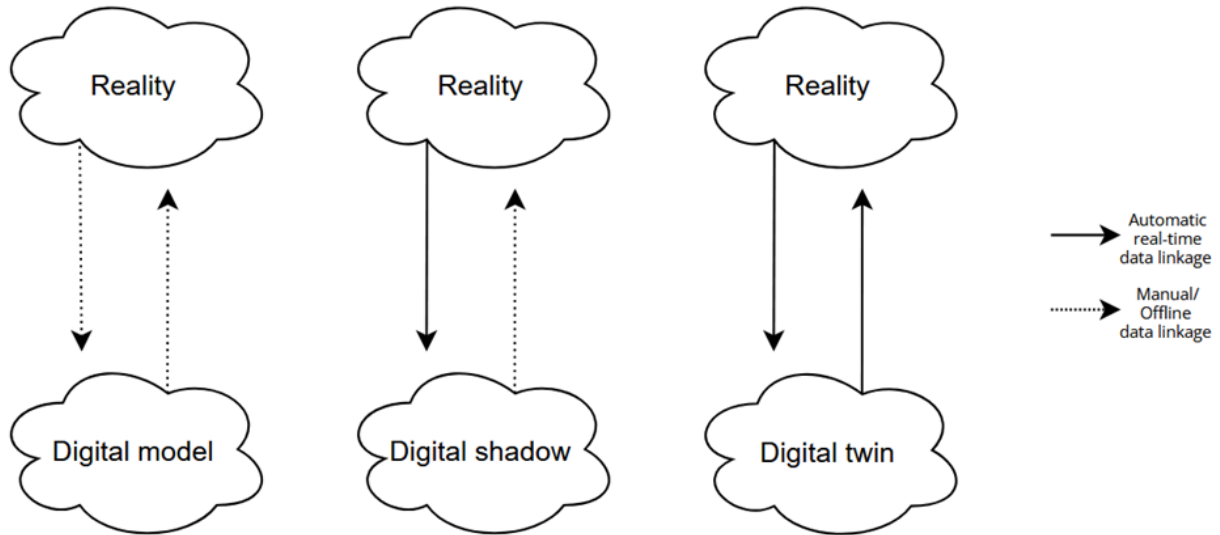 Reality
Reality
Reality
Automatic
real-time
data linkage
Manual/
Offline
data linkage
Digital model
Digital shadow
Digital twin